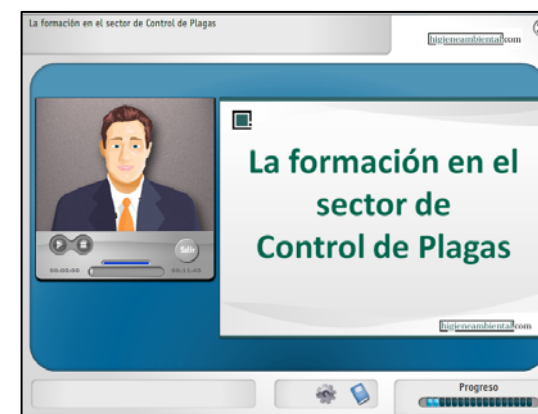 La formación en el sector de Control de Plagas
higieneambiental.com
La formación en el
sector de
Control de Plagas
Salir
00:00:00
00:11:40
higieneambiental.com
Progreso